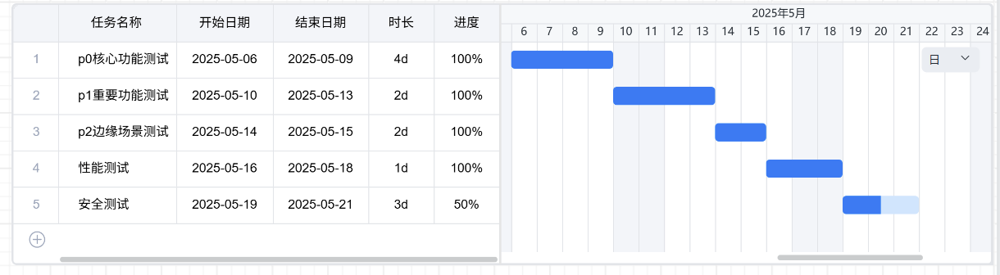 任务名称 开始日期 结束日期 时长 进度
1 p0核心功能测试 2025-05-06 2025-05-09 4d 100%
2 p1重要功能测试 2025-05-10 2025-05-13 2d 100%
3 p2边缘场景测试 2025-05-14 2025-05-15 2d 100%
4 性能测试 2025-05-16 2025-05-18 1d 100%
5 安全测试 2025-05-19 2025-05-21 3d 50%
2025年5月
6 7 8 9 10 11 12 13 14 15 16 17 18 19 20 21 22 23 24
日